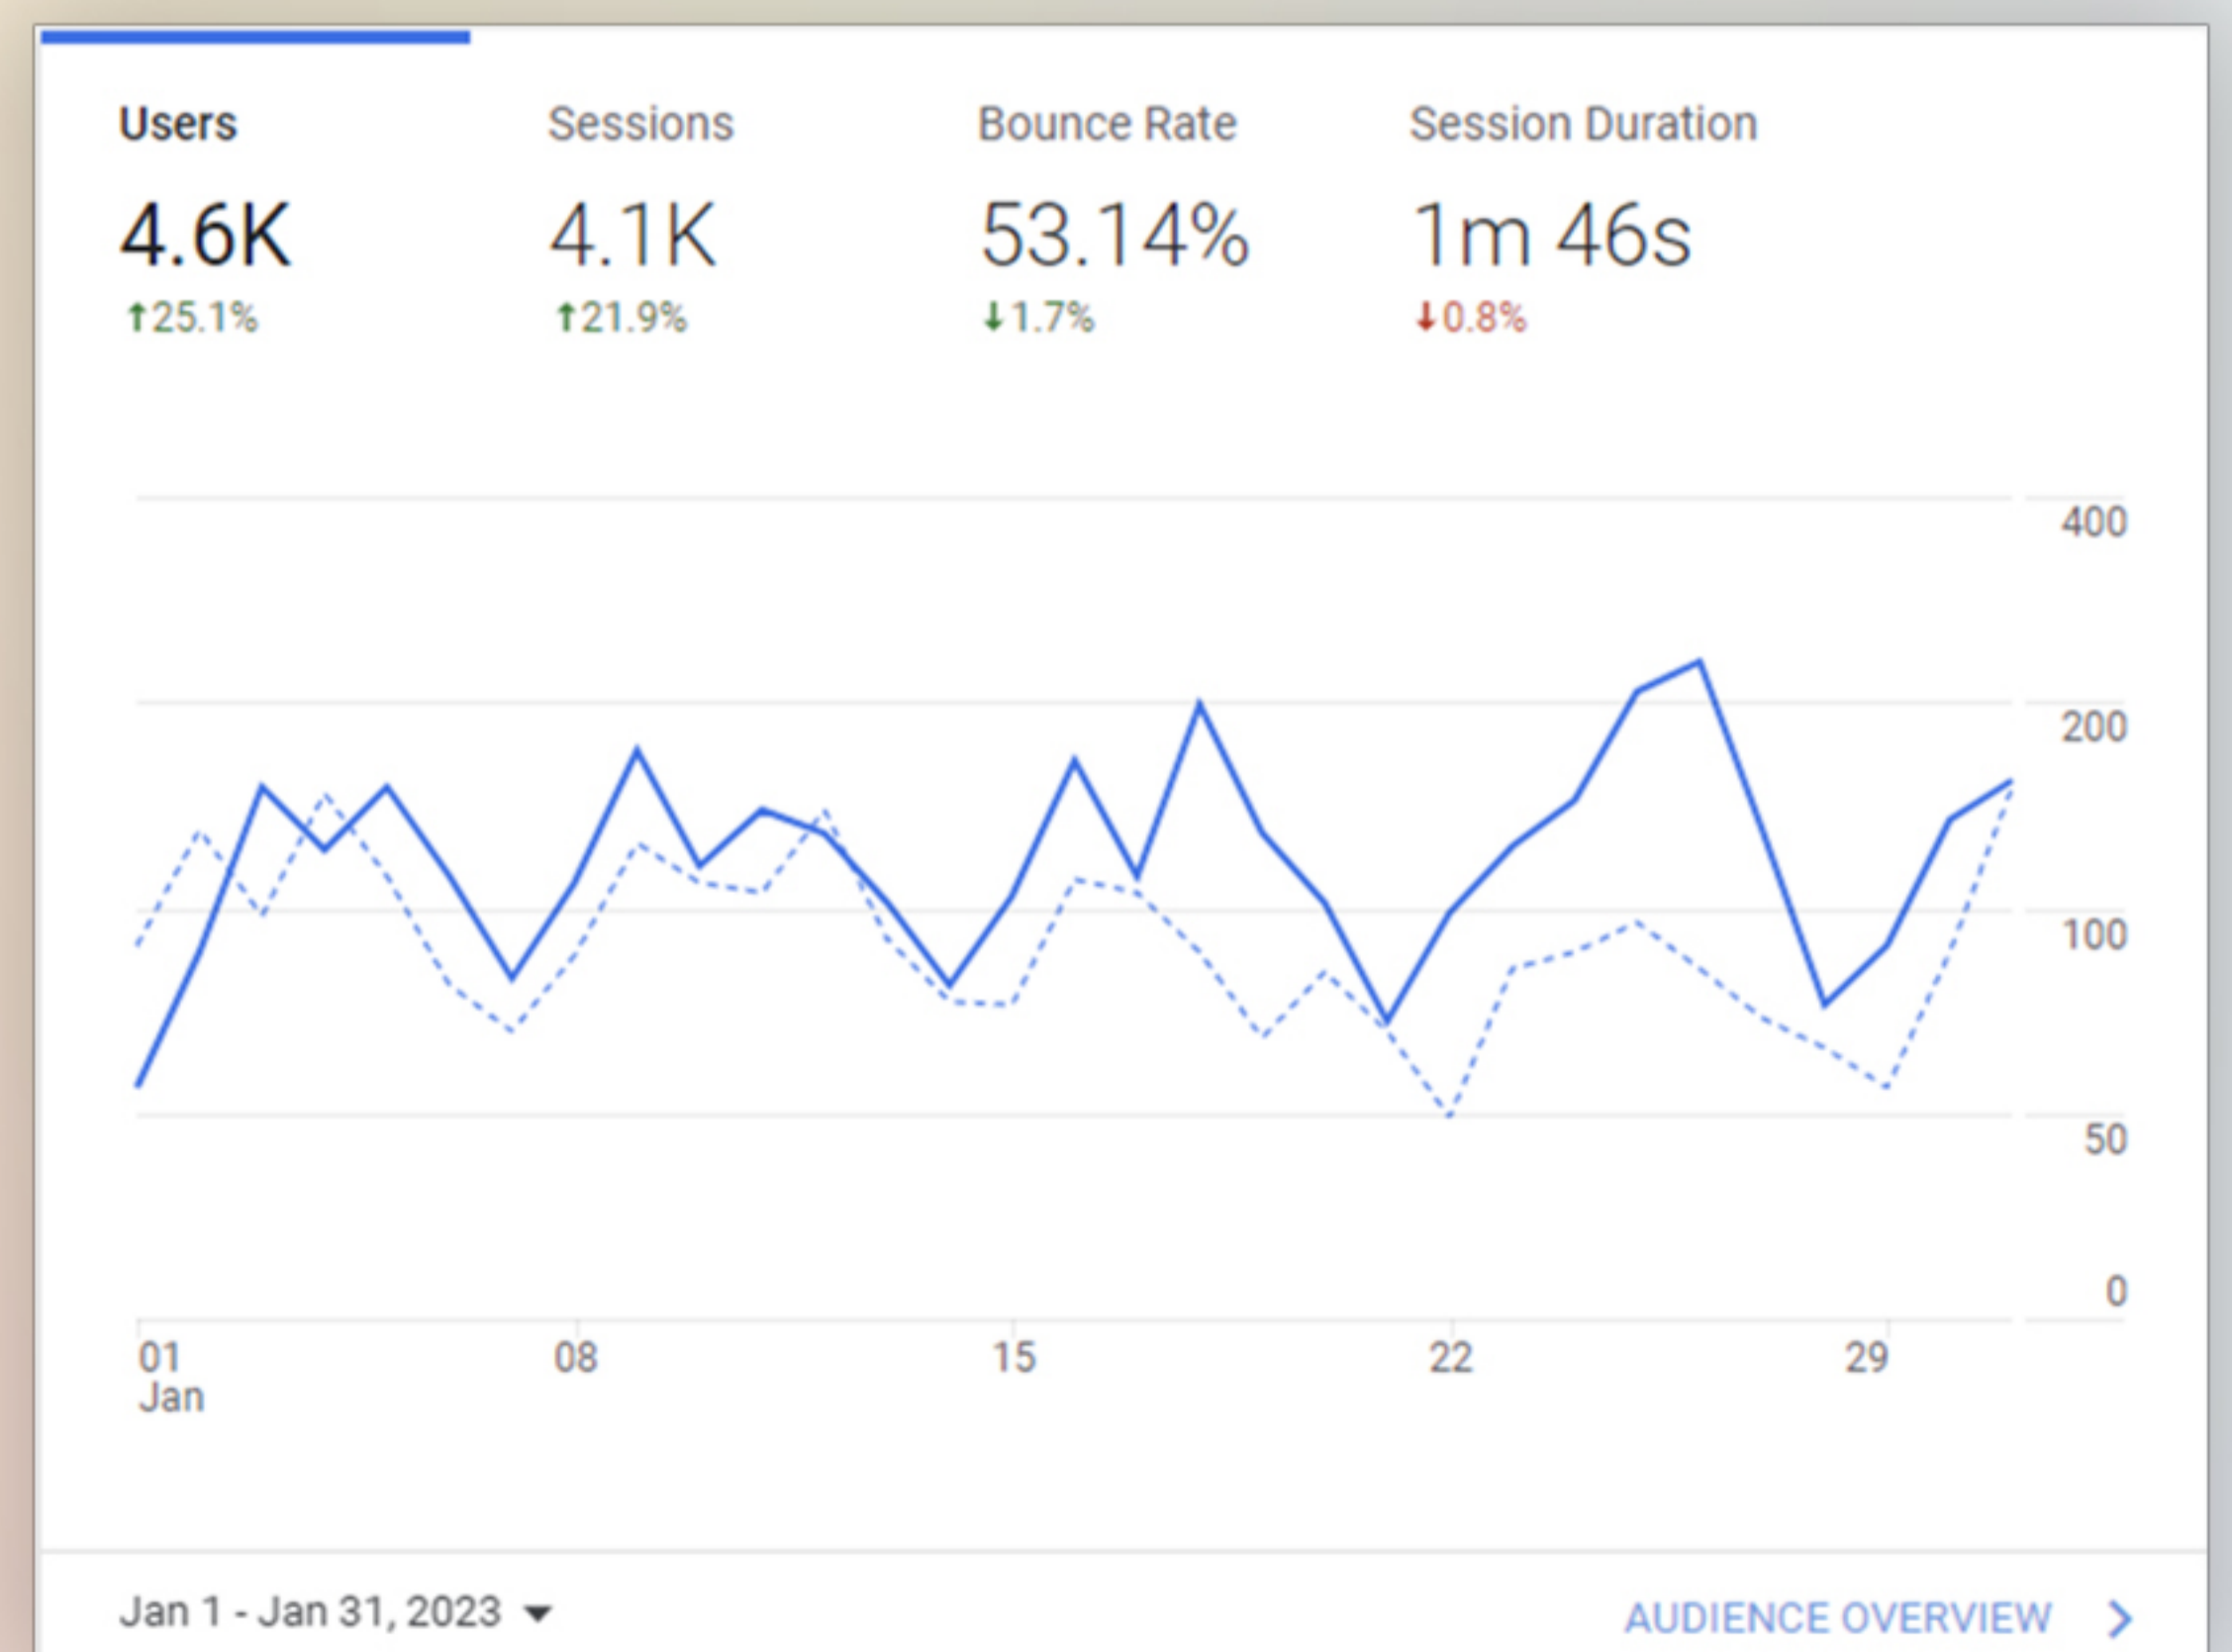 Users Sessions Bounce Rate Session Duration
4.6K 4.1K 53.14% 1m 46s
↑25.1% ↑21.9% ↓1.7% ↓0.8%
400
200
100
50
0
01 08 15 22 29
Jan
Jan 1 - Jan 31, 2023 AUDIENCE OVERVIEW